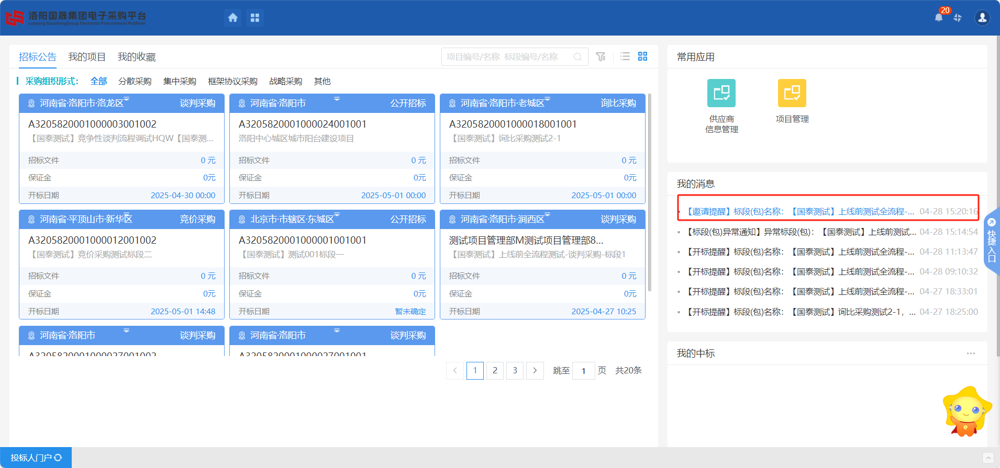 洛阳国晟集团电子采购平台
Luoyang GuoshengGroup Electronic Procurement Platform
20
招标公告 我的项目 我的收藏
项目编号/名称 标段编号/名称
采购组织形式： 全部 分散采购 集中采购 框架协议采购 战略采购 其他
河南省·洛阳市·洛龙区 谈判采购
A3205820001000003001002
【国泰测试】竞争性谈判流程调试HQW【国泰测...
招标文件 0 元
保证金 0元
开标日期 2025-04-30 00:00
河南省·洛阳市 公开招标
A3205820001000024001001
洛阳中心城区城市阳台建设项目
招标文件 0 元
保证金 0元
开标日期 2025-05-01 00:00
河南省·洛阳市·老城区 询比采购
A3205820001000018001001
【国泰测试】询比采购测试2-1
招标文件 0 元
保证金 0元
开标日期 2025-05-01 00:00
河南省·平顶山市·新华区 竞价采购
A3205820001000012001002
【国泰测试】竞价采购测试标段二
招标文件 0 元
保证金 0元
开标日期 2025-05-01 14:48
北京市·市辖区·东城区 公开招标
A3205820001000001001001
【国泰测试】测试001标段一
招标文件 0 元
保证金 0元
开标日期 暂未确定
河南省·洛阳市·涧西区 谈判采购
测试项目管理部M测试项目管理部8...
【国泰测试】上线前全流程测试-谈判采购-标段1
招标文件 0 元
保证金 0元
开标日期 2025-04-27 10:25
河南省·洛阳市 谈判采购
A3205820001000027001002
河南省·洛阳市 谈判采购
A3205820001000027001001
1 2 3 跳至 1 页 共20条
常用应用
供应商
信息管理
项目管理
我的消息
【邀请提醒】标段(包)名称：【国泰测试】上线前测试全流程-... 04-28 15:20:16
【标段(包)异常通知】异常标段(包)：【国泰测试】上线前测试... 04-28 15:14:54
【开标提醒】标段(包)名称：【国泰测试】上线前测试全流程-... 04-28 11:13:47
【开标提醒】标段(包)名称：【国泰测试】上线前测试全流程-... 04-28 09:10:32
【开标提醒】标段(包)名称：【国泰测试】上线前测试全流程-... 04-27 18:33:01
【开标提醒】标段(包)名称：【国泰测试】询比采购测试2-1，... 04-27 18:25:00
快捷入口
我的中标
投标人门户